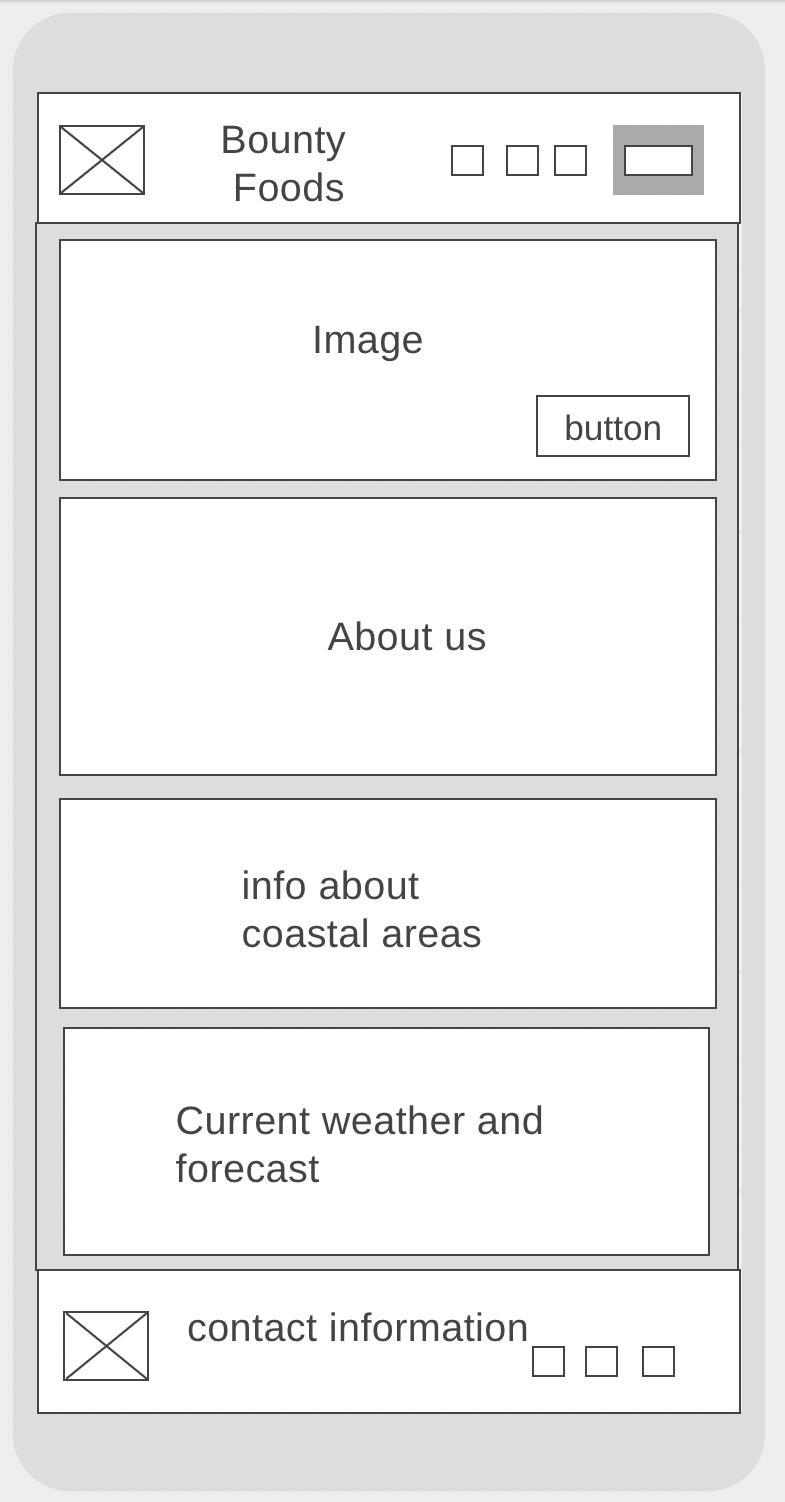 Bounty
Foods
Image
button
About us
info about
coastal areas
Current weather and
forecast
contact information